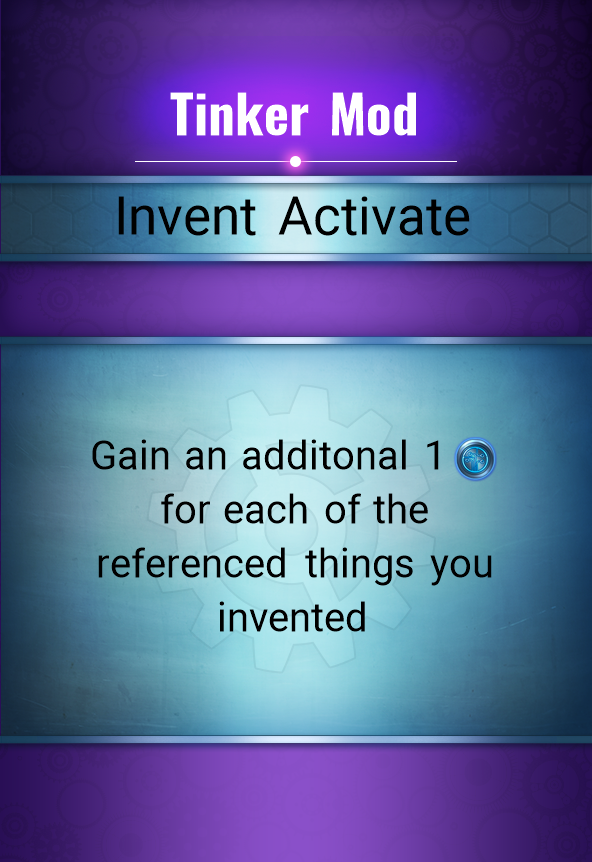 Tinker Mod
Invent Activate
Gain an additonal 1
for each of the
referenced things you
invented